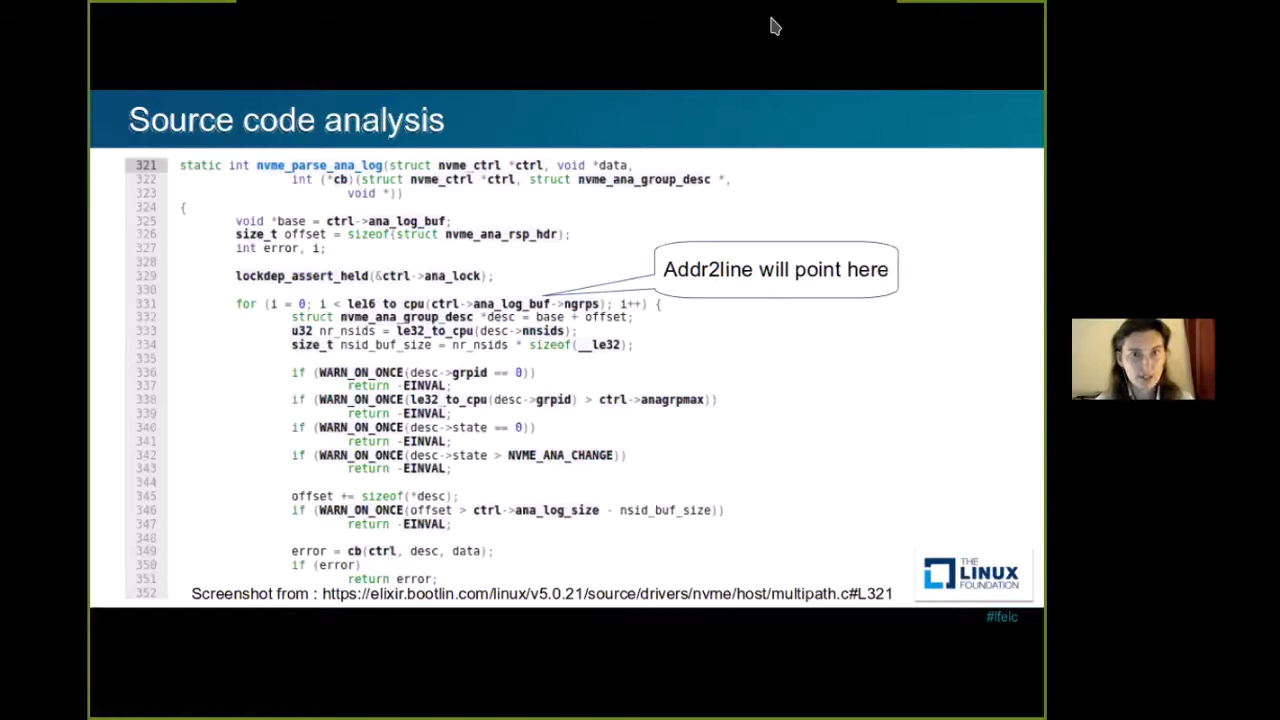 Source code analysis
321 static int nvme_parse_ana_log(struct nvme_ctrl *ctrl, void *data,
322 int (*cb)(struct nvme_ctrl *ctrl, struct nvme_ana_group_desc *,
323 void *))
324 {
325 void *base = ctrl->ana_log_buf;
326 size_t offset = sizeof(struct nvme_ana_rsp_hdr);
327 int error, i;
328
329 lockdep_assert_held(&ctrl->ana_lock);
330
Addr2line will point here
331 for (i = 0; i < le16_to_cpu(ctrl->ana_log_buf->ngrps); i++) {
332 struct nvme_ana_group_desc *desc = base + offset;
333 u32 nr_nsids = le32_to_cpu(desc->nnsids);
334 size_t nsid_buf_size = nr_nsids * sizeof(__le32);
335
336 if (WARN_ON_ONCE(desc->grpid == 0))
337 return -EINVAL;
338 if (WARN_ON_ONCE(le32_to_cpu(desc->grpid) > ctrl->anagrpmax))
339 return -EINVAL;
340 if (WARN_ON_ONCE(desc->state == 0))
341 return -EINVAL;
342 if (WARN_ON_ONCE(desc->state > NVME_ANA_CHANGE))
343 return -EINVAL;
344
345 offset += sizeof(*desc);
346 if (WARN_ON_ONCE(offset > ctrl->ana_log_size - nsid_buf_size))
347 return -EINVAL;
348
349 error = cb(ctrl, desc, data);
350 if (error)
351 return error;
352
Screenshot from : https://elixir.bootlin.com/linux/v5.0.21/source/drivers/nvme/host/multipath.c#L321
THE
LINUX
FOUNDATION
#lfelc